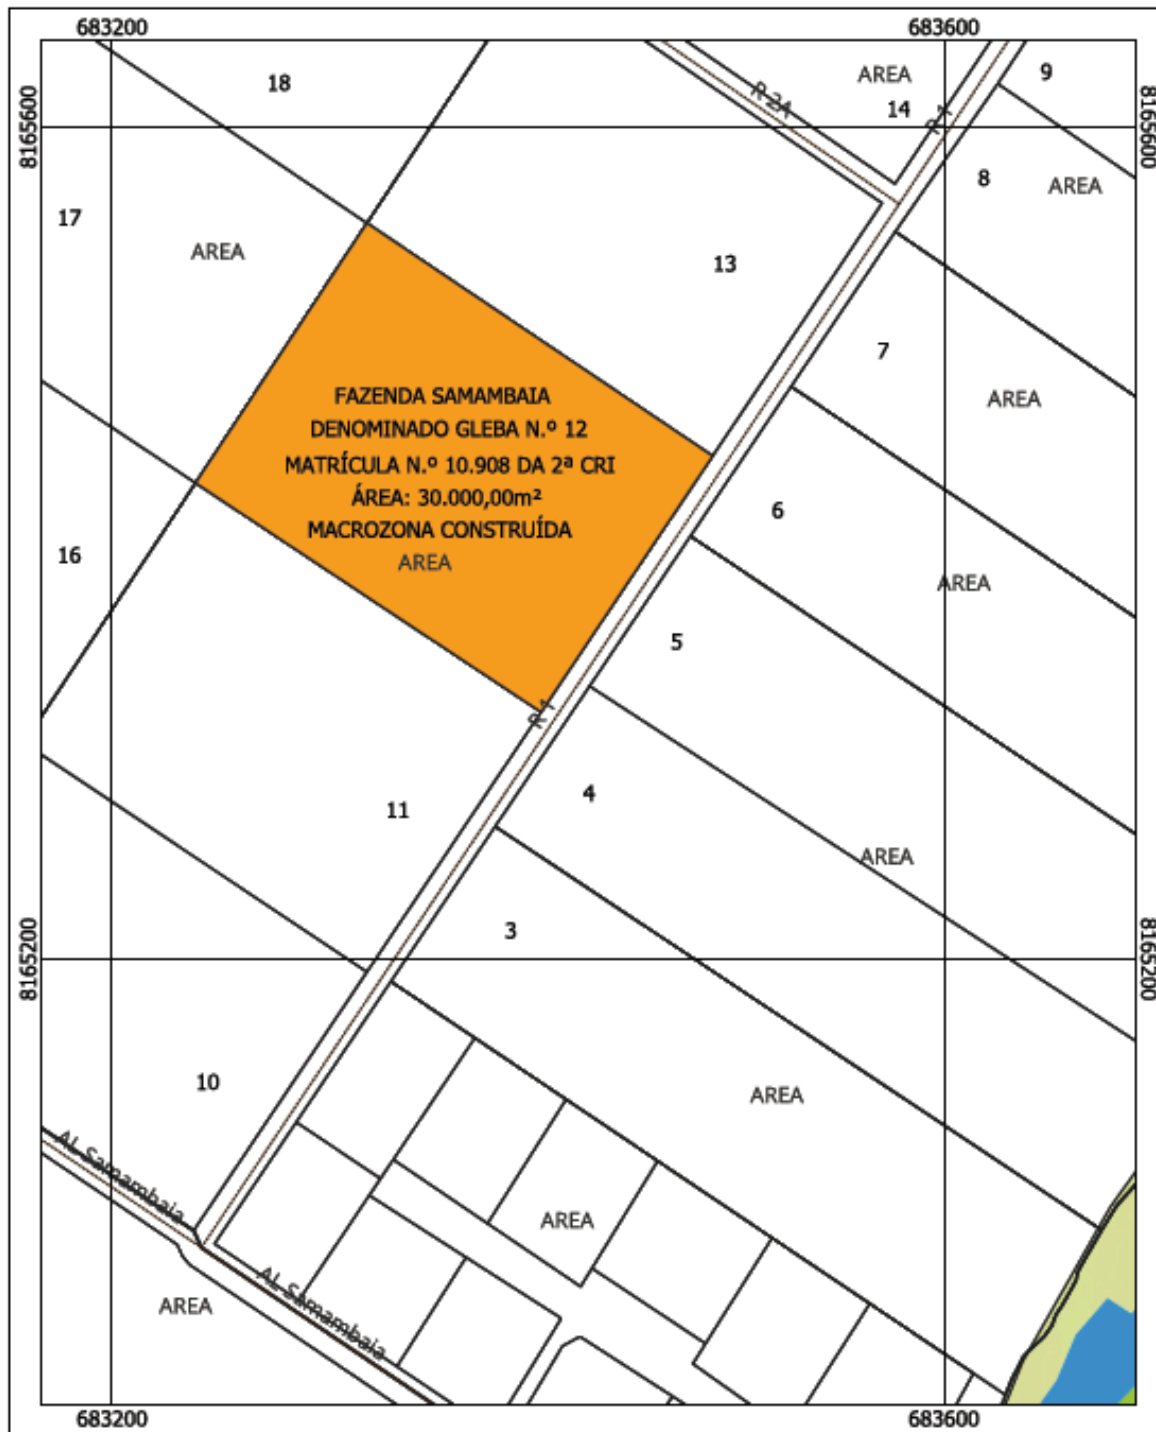 683200
683600
18
AREA
9
14
R 2A
R 1
8165600
8165600
8
AREA
17
AREA
13
7
FAZENDA SAMAMBAIA
DENOMINADO GLEBA N.º 12
MATRÍCULA N.º 10.908 DA 2ª CRI
ÁREA: 30.000,00m²
MACROZONA CONSTRUÍDA
AREA
AREA
6
16
AREA
5
R 1
4
11
AREA
3
8165200
8165200
10
AREA
AL Samambaia
AREA
AREA
AL Samambaia
683200
683600